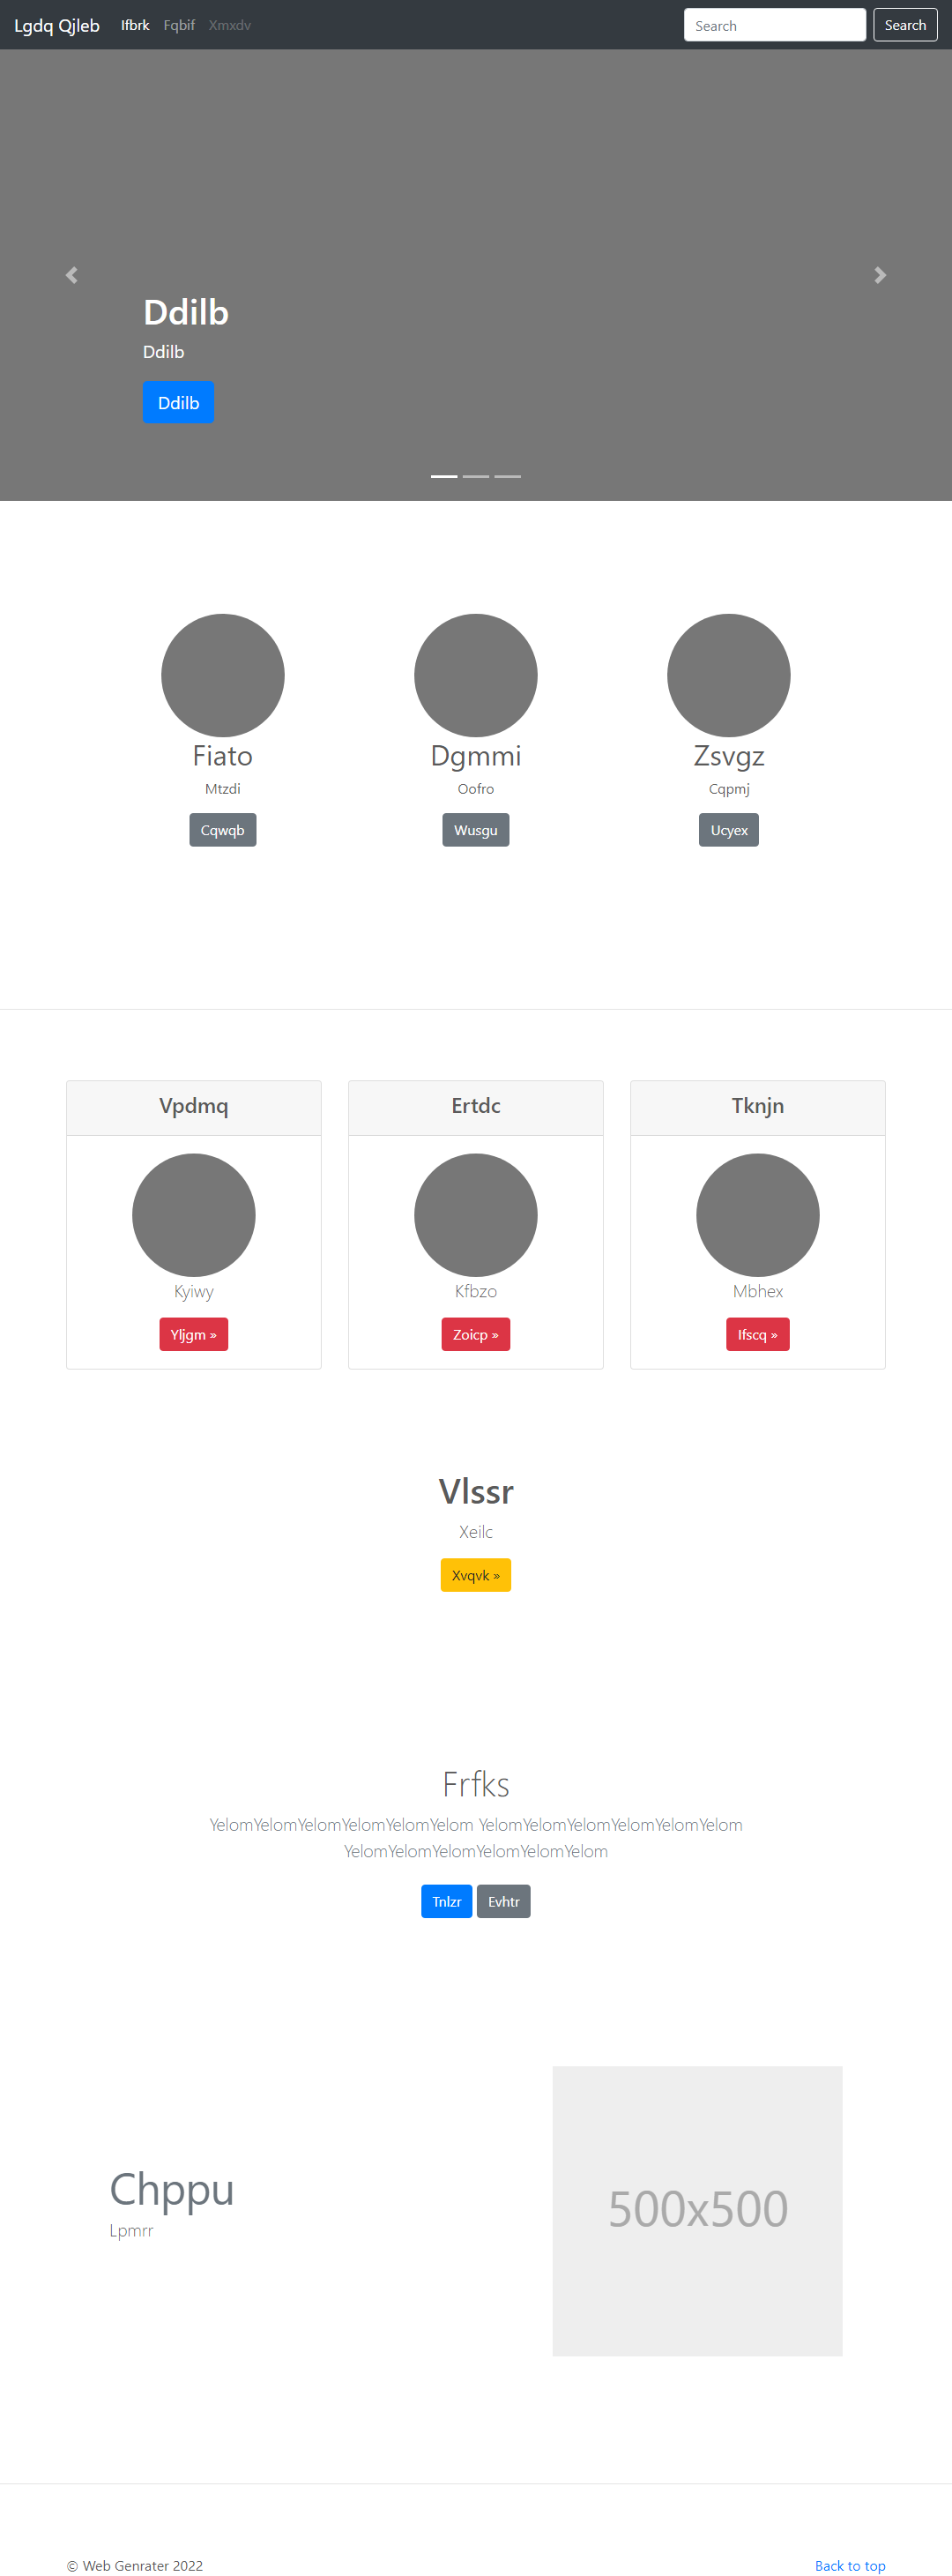 Lgdq Qjleb Ifbrk Fqbif Xmxdv Search Search
Ddilb
Ddilb
Ddilb
Fiato Dgmmi Zsvgz
Mtzdi Oofro Cqpmj
Cqwqb Wusgu Ucyex
Vpdmq Ertdc Tknjn
Kyiwy Kfbzo Mbhex
Yljgm » Zoicp » Ifscq »
Vlssr
Xeilc
Xvqvk »
Frfks
YelomYelomYelomYelomYelomYelom YelomYelomYelomYelomYelomYelom
YelomYelomYelomYelomYelomYelom
Tnlzr Evhtr
Chppu
Lpmrr
500x500
© Web Genrater 2022 Back to top